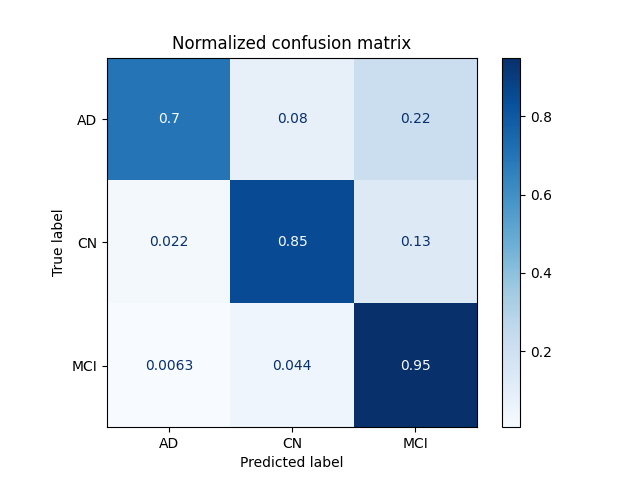 Normalized confusion matrix
True label
AD 0.7 0.08 0.22
CN 0.022 0.85 0.13
MCI 0.0063 0.044 0.95
AD CN MCI
Predicted label
0.8
0.6
0.4
0.2